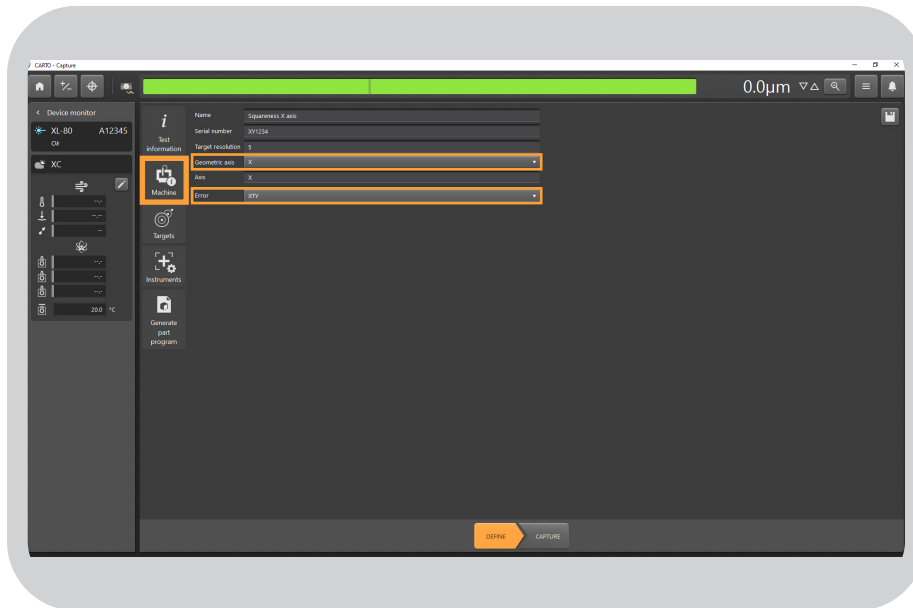 CARTO - Capture
0.0µm
Device monitor
XL-80 A12345
Ok
XC
--.-
--.--
--
--.-
--.-
--.-
20.0 °C
i
Test
information
Machine
Targets
Instruments
Generate
part
program
Name Squareness X axis
Serial number XY1234
Target resolution 3
Geometric axis X
Axis X
Error XTY
DEFINE CAPTURE